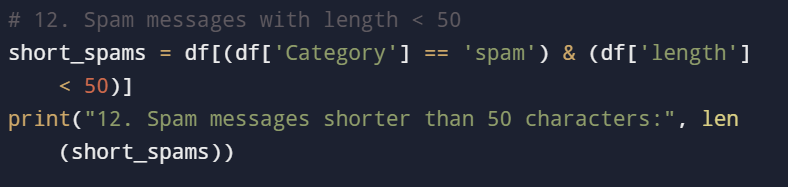 # 12. Spam messages with length < 50
short_spams = df[(df['Category'] == 'spam') & (df['length']
    < 50)]
print("12. Spam messages shorter than 50 characters:", len
    (short_spams))